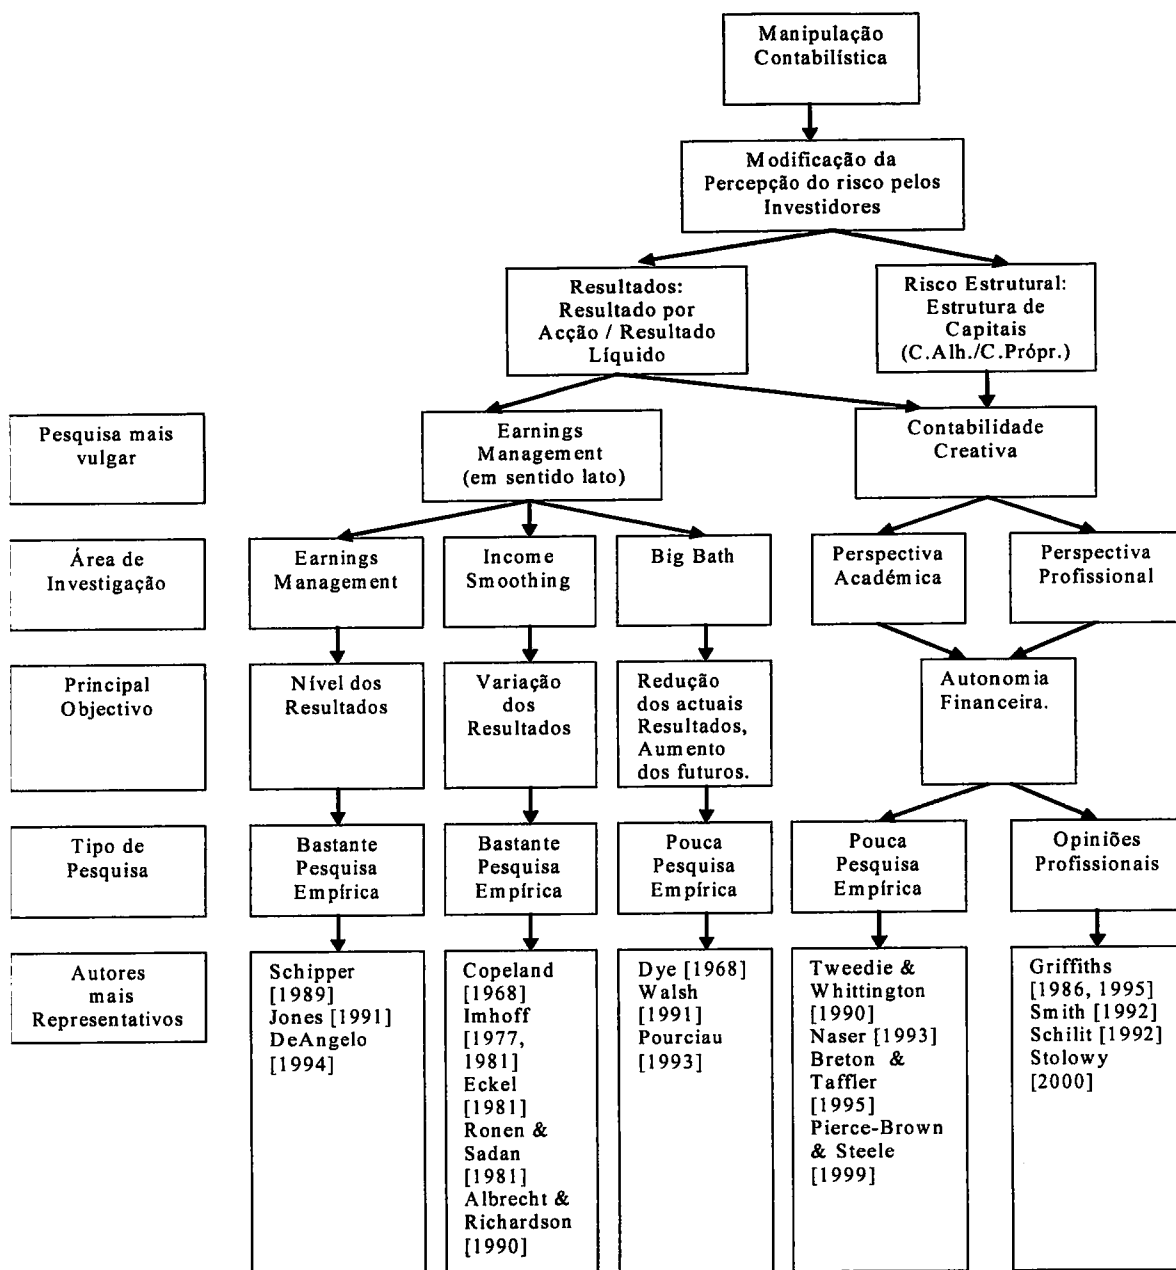 Manipulação
Contabilística
Modificação da
Percepção do risco pelos
Investidores
Resultados:
Resultado por
Acção / Resultado
Líquido
Risco Estrutural:
Estrutura de
Capitais
(C.Alh./C.Própr.)
Pesquisa mais
vulgar
Earnings
Management
(em sentido lato)
Contabilidade
Creativa
Área de
Investigação
Earnings
Management
Income
Smoothing
Big Bath
Perspectiva
Académica
Perspectiva
Profissional
Principal
Objectivo
Nível dos
Resultados
Variação
dos
Resultados
Redução
dos actuais
Resultados,
Aumento
dos futuros.
Autonomia
Financeira.
Tipo de
Pesquisa
Bastante
Pesquisa
Empírica
Bastante
Pesquisa
Empírica
Pouca
Pesquisa
Empírica
Pouca
Pesquisa
Empírica
Opiniões
Profissionais
Autores
mais
Representativos
Schipper
[1989]
Jones [1991]
DeAngelo
[1994]
Copeland
[1968]
Imhoff
[1977,
1981]
Eckel
[1981]
Ronen &
Sadan
[1981]
Albrecht &
Richardson
[1990]
Dye [1968]
Walsh
[1991]
Pourciau
[1993]
Tweedie &
Whittington
[1990]
Naser [1993]
Breton &
Taffler
[1995]
Pierce-Brown
& Steele
[1999]
Griffiths
[1986, 1995]
Smith [1992]
Schilit [1992]
Stolowy
[2000]